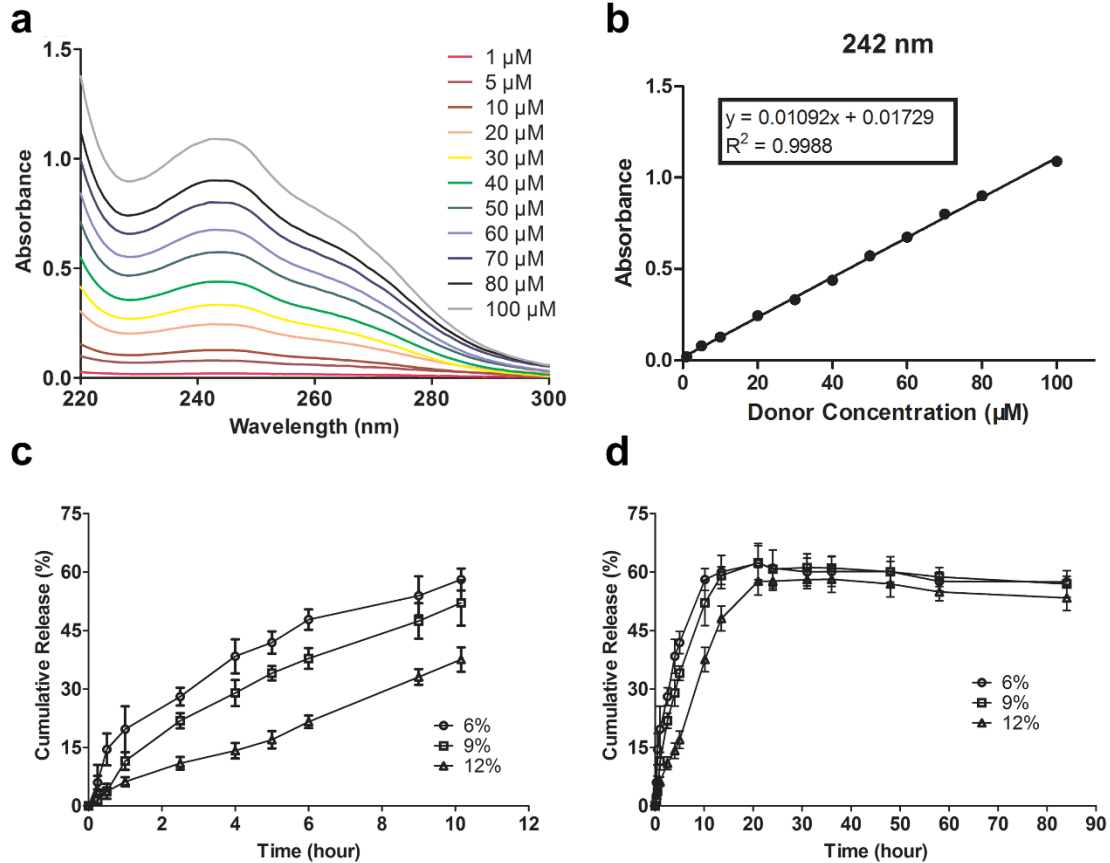 a
1.5
1.0
0.5
0.0
Absorbance
220
240
260
280
300
Wavelength (nm)
1 µM
5 µM
10 µM
20 µM
30 µM
40 µM
50 µM
60 µM
70 µM
80 µM
100 µM
b
242 nm
y = 0.01092x + 0.01729
R² = 0.9988
1.5
1.0
0.5
0.0
Absorbance
0
20
40
60
80
100
Donor Concentration (µM)
c
75
60
45
30
15
0
Cumulative Release (%)
0
2
4
6
8
10
12
Time (hour)
6%
9%
12%
d
75
60
45
30
15
0
Cumulative Release (%)
0
10
20
30
40
50
60
70
80
90
Time (hour)
6%
9%
12%